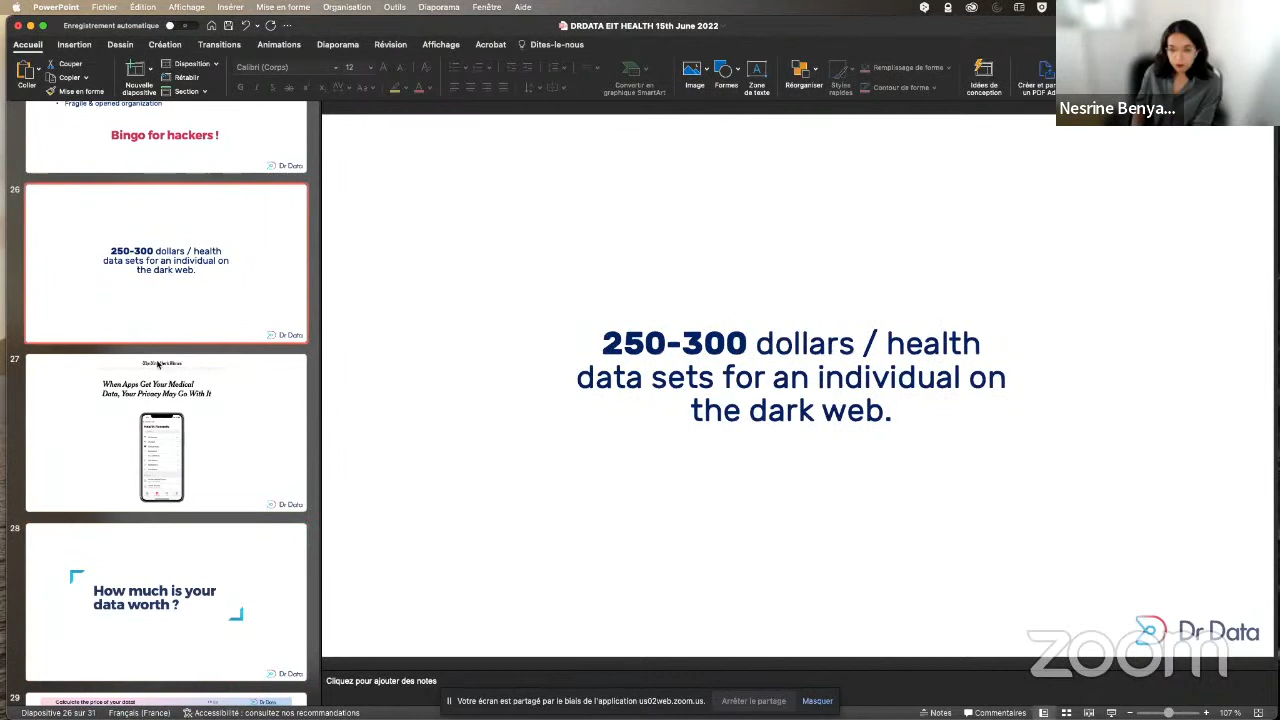 Insérer Mise en forme Organisation Outils Diaporama Fenêtre Aide
Enregistrement automatique
DRDATA EIT HEALTH 15th June 2022
Accueil Insertion Dessin Création Transitions Animations Diaporama Révision Affichage Acrobat Dites-le-nous
Coller
Couper
Copier
Mise en forme
Nouvelle
diapositive
Disposition
Rétablir
Section
Calibri (Corps) 12
Convertir en
graphique SmartArt
Image
Formes
Zone
de texte
Réorganiser
Styles
rapides
Remplissage de forme
Contour de forme
Idées de
conception
Créer et par
un PDF Ad
Nesrine Benya...
• Fragile & opened organization
Bingo for hackers !
Dr Data
26
250-300 dollars / health
data sets for an individual on
the dark web.
Dr Data
27
When Apps Get Your Medical
Data, Your Privacy May Go With It
Dr Data
28
How much is your
data worth ?
Dr Data
29
Calculate the price of your data!
Dr Data
250-300 dollars / health
data sets for an individual on
the dark web.
Dr Data
zoom
Cliquez pour ajouter des notes
Votre écran est partagé par le biais de l'application us02web.zoom.us. Arrêter le partage Masquer
Diapositive 26 sur 31 Français (France) Accessibilité : consultez nos recommandations Notes Commentaires 107 %